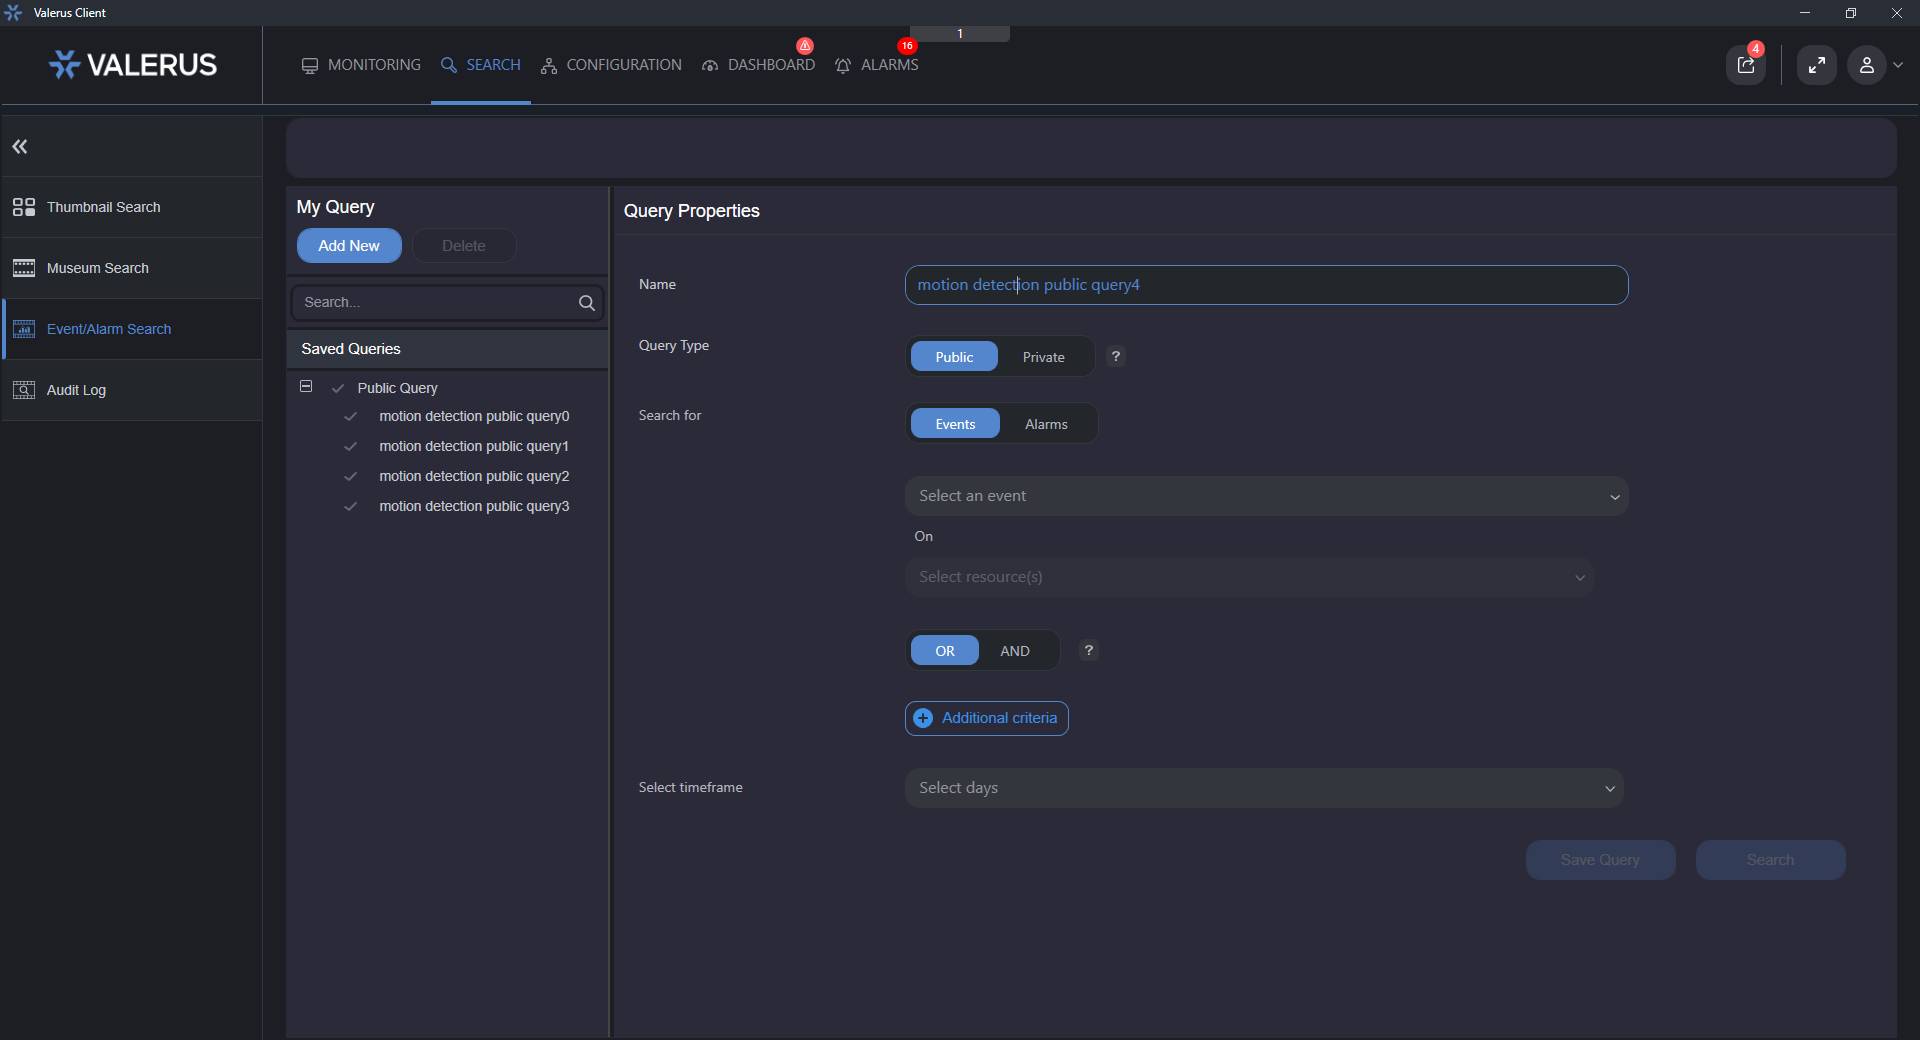 Valerus Client
1
VALERUS
MONITORING
SEARCH
CONFIGURATION
DASHBOARD
16
ALARMS
4
Thumbnail Search
Museum Search
Event/Alarm Search
Audit Log
My Query
Add New
Delete
Search...
Saved Queries
Public Query
motion detection public query0
motion detection public query1
motion detection public query2
motion detection public query3
Query Properties
Name
motion detection public query4
Query Type
Public
Private
?
Search for
Events
Alarms
Select an event
On
Select resource(s)
OR
AND
?
Additional criteria
Select timeframe
Select days
Save Query
Search